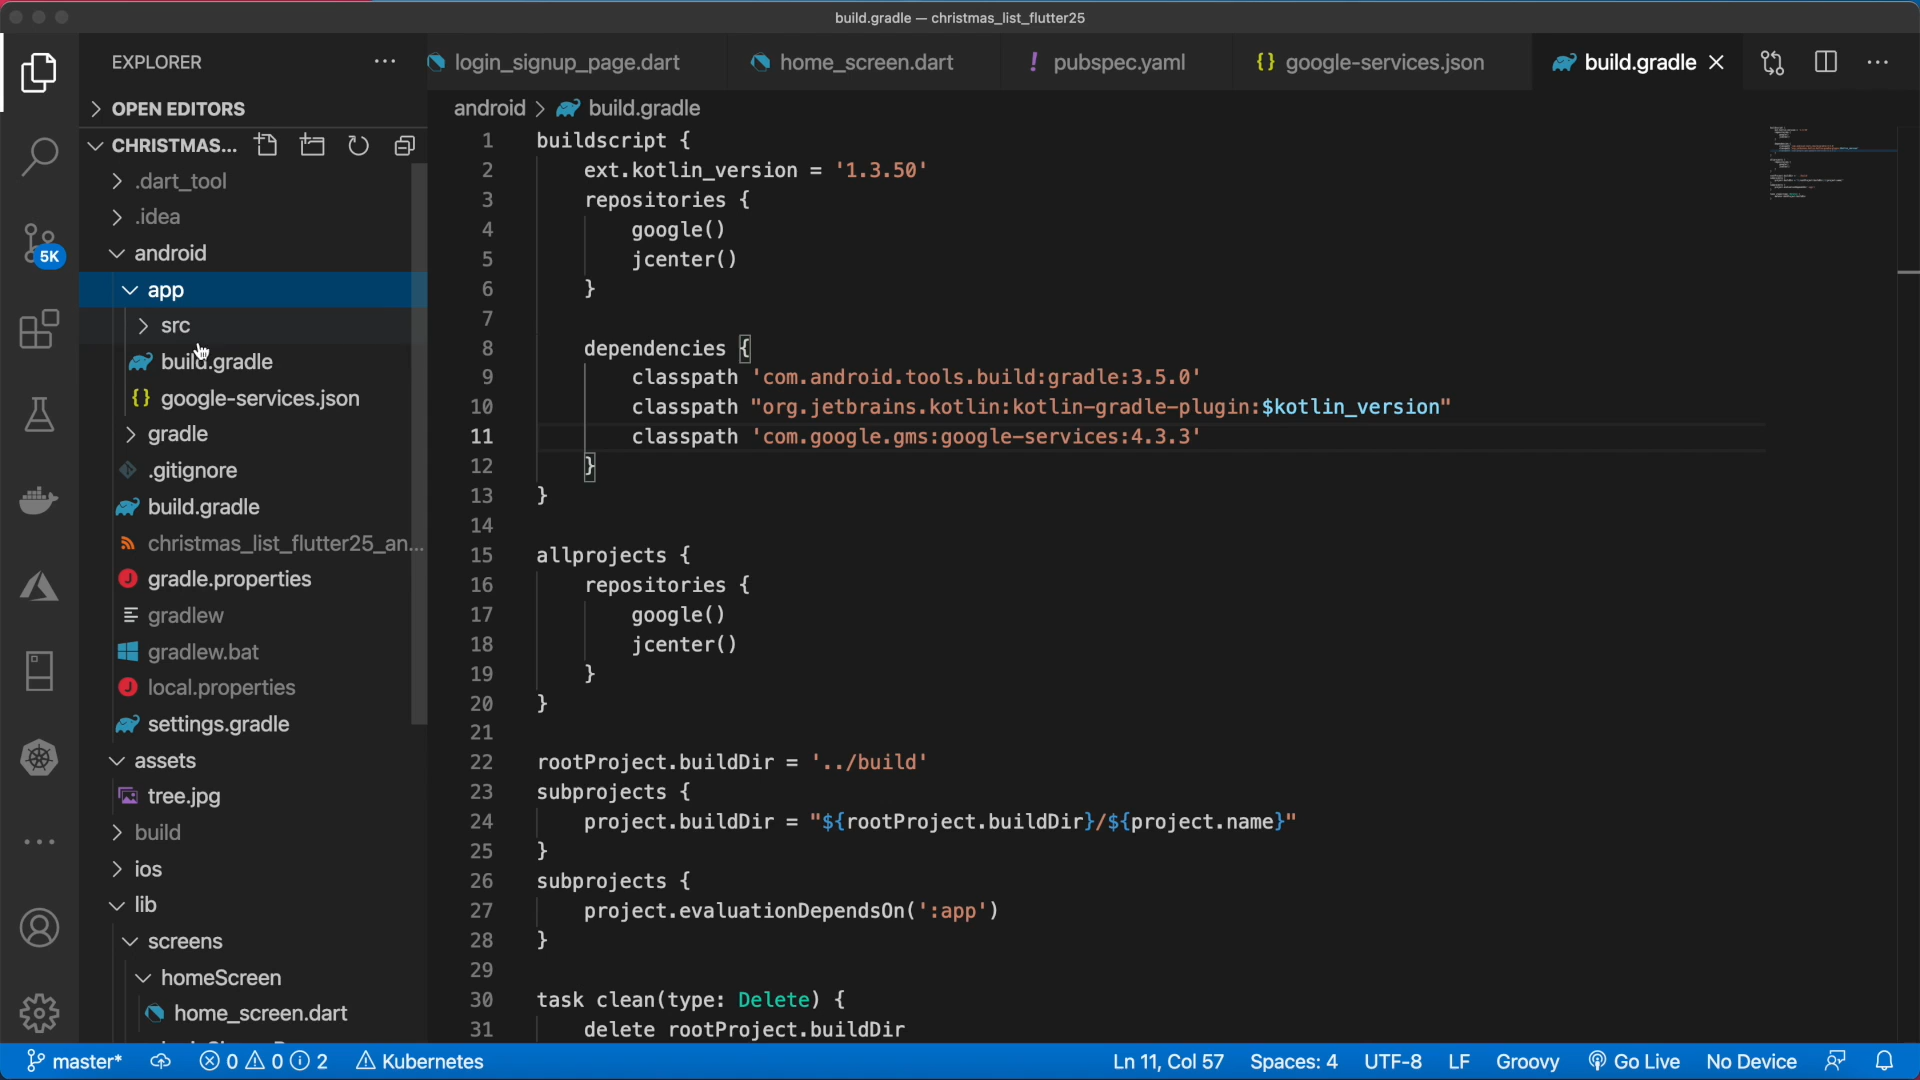 build.gradle — christmas_list_flutter25
EXPLORER
login_signup_page.dart
home_screen.dart
! pubspec.yaml
{} google-services.json
build.gradle
OPEN EDITORS
CHRISTMAS...
.dart_tool
.idea
android
app
src
build.gradle
{} google-services.json
gradle
.gitignore
build.gradle
christmas_list_flutter25_an...
gradle.properties
gradlew
gradlew.bat
local.properties
settings.gradle
assets
tree.jpg
build
ios
lib
screens
homeScreen
home_screen.dart
5K
android > build.gradle
1 buildscript {
2 ext.kotlin_version = '1.3.50'
3 repositories {
4 google()
5 jcenter()
6 }
7
8 dependencies {
9 classpath 'com.android.tools.build:gradle:3.5.0'
10 classpath "org.jetbrains.kotlin:kotlin-gradle-plugin:$kotlin_version"
11 classpath 'com.google.gms:google-services:4.3.3'
12 }
13 }
14
15 allprojects {
16 repositories {
17 google()
18 jcenter()
19 }
20 }
21
22 rootProject.buildDir = '../build'
23 subprojects {
24 project.buildDir = "${rootProject.buildDir}/${project.name}"
25 }
26 subprojects {
27 project.evaluationDependsOn(':app')
28 }
29
30 task clean(type: Delete) {
31 delete rootProject.buildDir
master* 0 0 2 Kubernetes Ln 11, Col 57 Spaces: 4 UTF-8 LF Groovy Go Live No Device